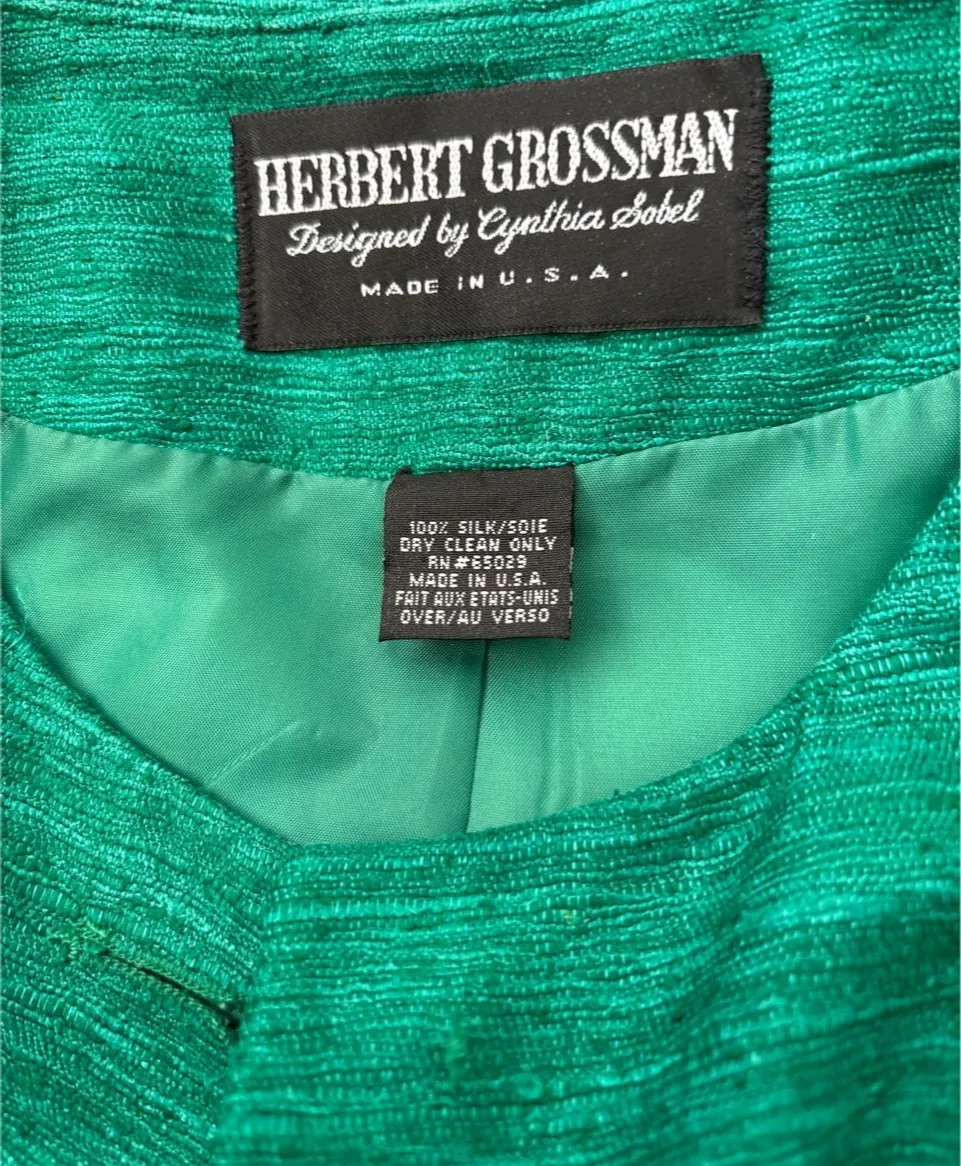 HERBERT GROSSMAN
Designed by Cynthia Sobel
MADE IN U.S.A.
100% SILK/SOIE
DRY CLEAN ONLY
RN#65029
MADE IN U.S.A.
FAIT AUX ETATS-UNIS
OVER/AU VERSO